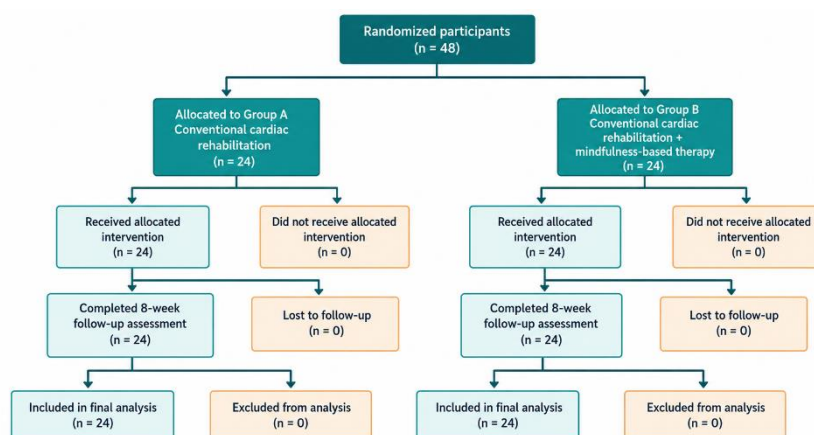 Randomized participants
(n = 48)
Allocated to Group A
Conventional cardiac
rehabilitation
(n = 24)
Allocated to Group B
Conventional cardiac
rehabilitation +
mindfulness-based therapy
(n = 24)
Received allocated
intervention
(n = 24)
Did not receive allocated
intervention
(n = 0)
Received allocated
intervention
(n = 24)
Did not receive allocated
intervention
(n = 0)
Completed 8-week
follow-up assessment
(n = 24)
Lost to follow-up
(n = 0)
Completed 8-week
follow-up assessment
(n = 24)
Lost to follow-up
(n = 0)
Included in final analysis
(n = 24)
Excluded from analysis
(n = 0)
Included in final analysis
(n = 24)
Excluded from analysis
(n = 0)